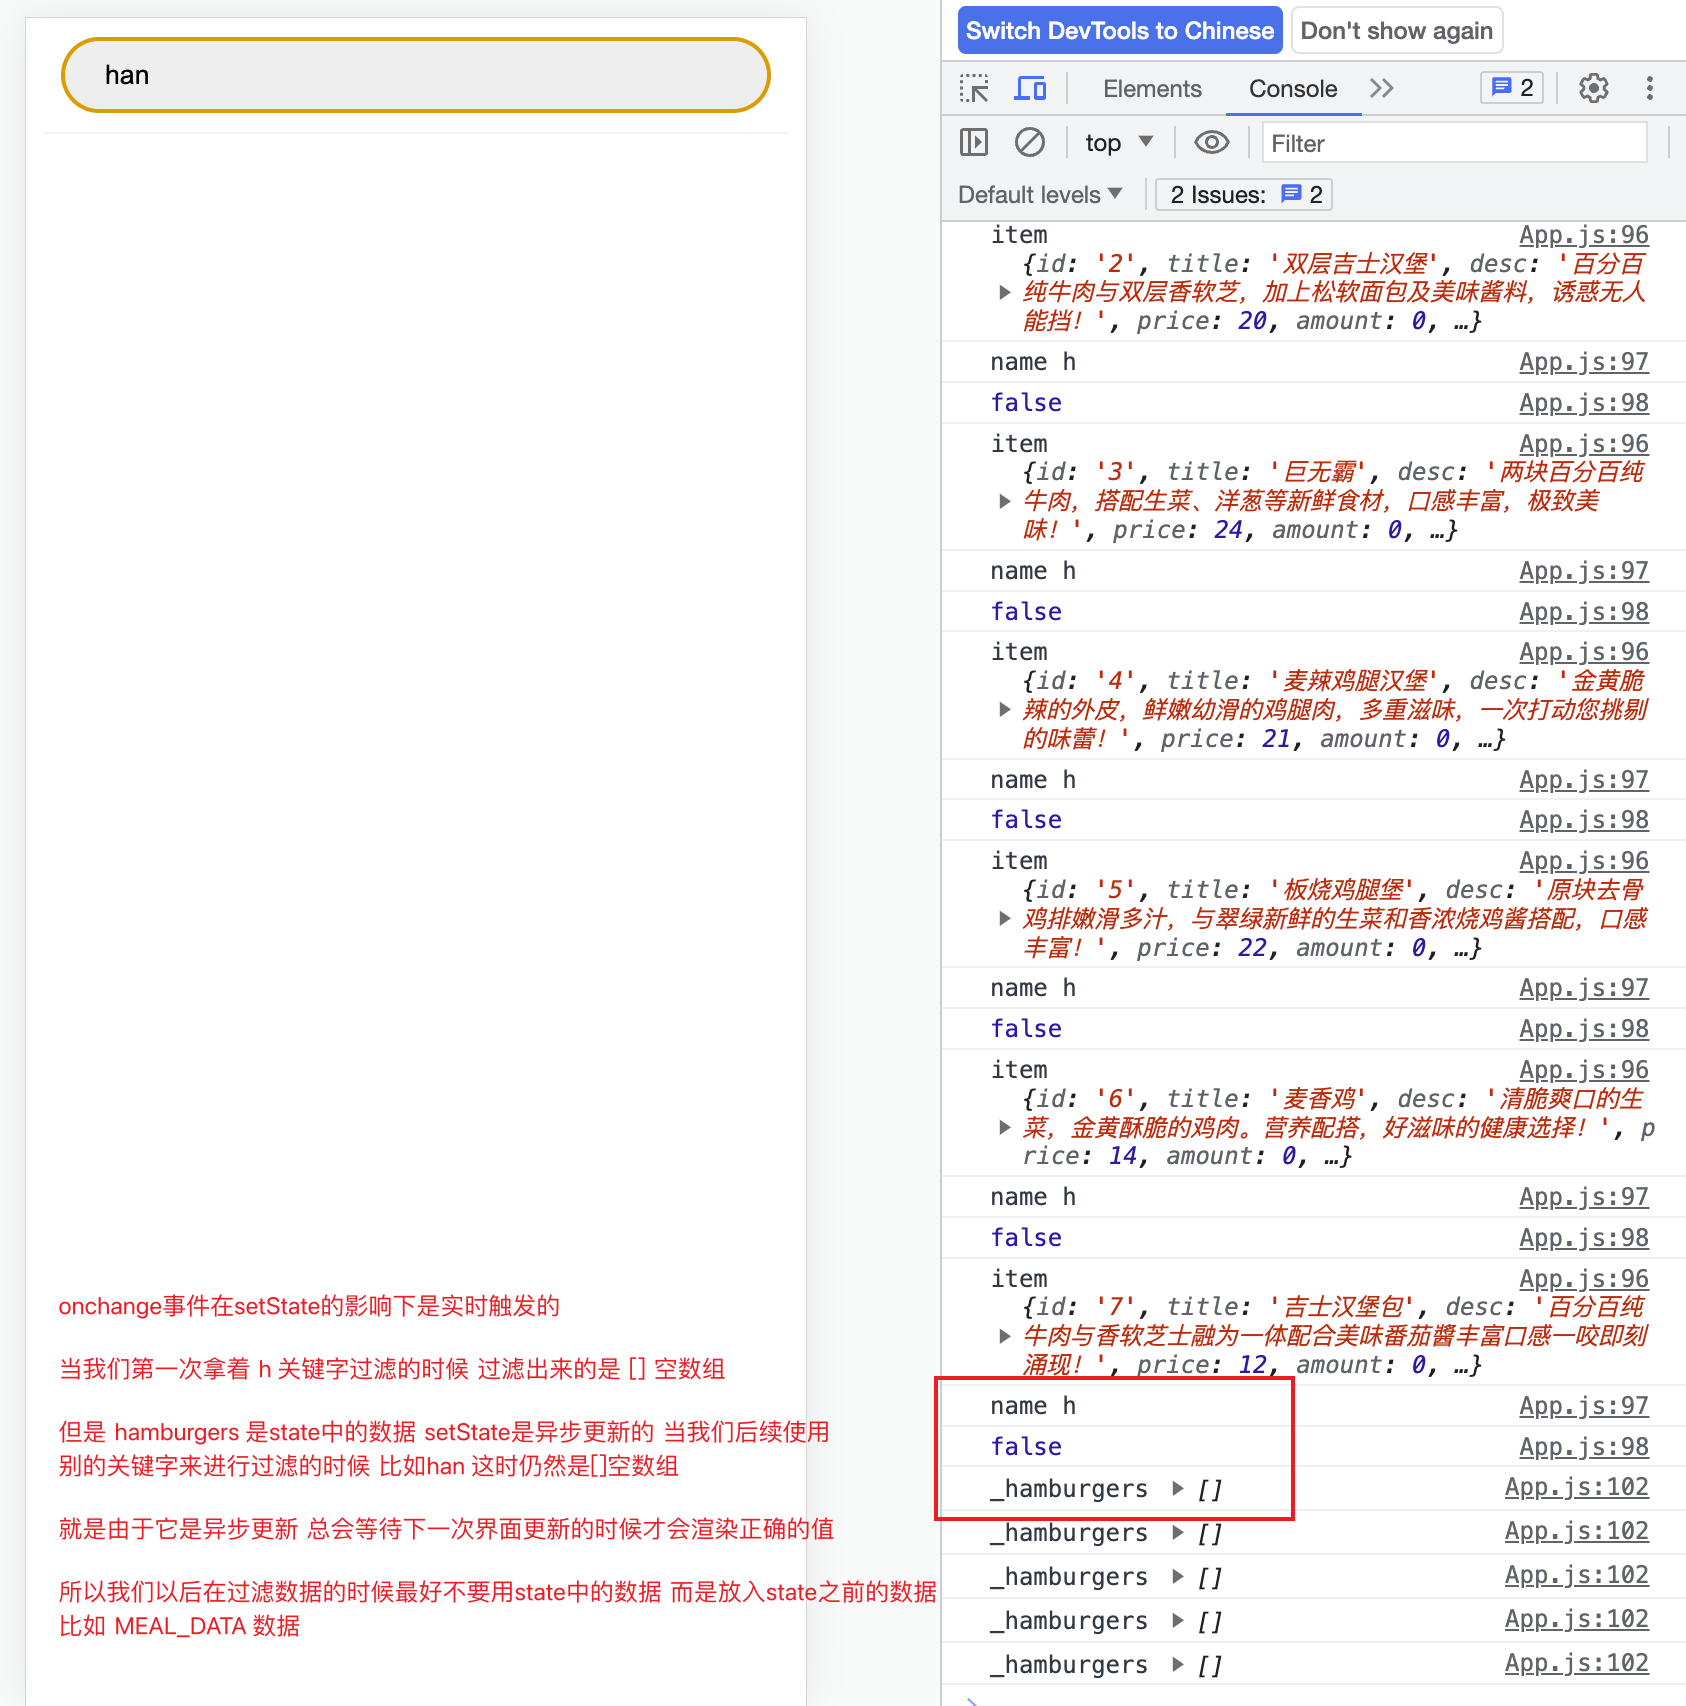 han
onchange事件在setState的影响下是实时触发的
当我们第一次拿着 h 关键字过滤的时候 过滤出来的是 [] 空数组
但是 hamburgers 是state中的数据 setState是异步更新的 当我们后续使用
别的关键字来进行过滤的时候 比如han 这时仍然是[]空数组
就是由于它是异步更新 总会等待下一次界面更新的时候才会渲染正确的值
所以我们以后在过滤数据的时候最好不要用state中的数据 而是放入state之前的数据
比如 MEAL_DATA 数据
Switch DevTools to Chinese Don't show again
Elements Console 2
top Filter
Default levels 2 Issues: 2
item App.js:96
{id: '2', title: '双层吉士汉堡', desc: '百分百
纯牛肉与双层香软芝，加上松软面包及美味酱料，诱惑无人
能挡！', price: 20, amount: 0, …}
name h App.js:97
false App.js:98
item App.js:96
{id: '3', title: '巨无霸', desc: '两块百分百纯
牛肉，搭配生菜、洋葱等新鲜食材，口感丰富，极致美
味！', price: 24, amount: 0, …}
name h App.js:97
false App.js:98
item App.js:96
{id: '4', title: '麦辣鸡腿汉堡', desc: '金黄脆
辣的外皮，鲜嫩幼滑的鸡腿肉，多重滋味，一次打动您挑剔
的味蕾！', price: 21, amount: 0, …}
name h App.js:97
false App.js:98
item App.js:96
{id: '5', title: '板烧鸡腿堡', desc: '原块去骨
鸡排嫩滑多汁，与翠绿新鲜的生菜和香浓烧鸡酱搭配，口感
丰富！', price: 22, amount: 0, …}
name h App.js:97
false App.js:98
item App.js:96
{id: '6', title: '麦香鸡', desc: '清脆爽口的生
菜，金黄酥脆的鸡肉。营养配搭，好滋味的健康选择！', p
rice: 14, amount: 0, …}
name h App.js:97
false App.js:98
item App.js:96
{id: '7', title: '吉士汉堡包', desc: '百分百纯
牛肉与香软芝士融为一体配合美味番茄醬丰富口感一咬即刻
涌现！', price: 12, amount: 0, …}
name h App.js:97
false App.js:98
_hamburgers [] App.js:102
_hamburgers [] App.js:102
_hamburgers [] App.js:102
_hamburgers [] App.js:102
_hamburgers [] App.js:102